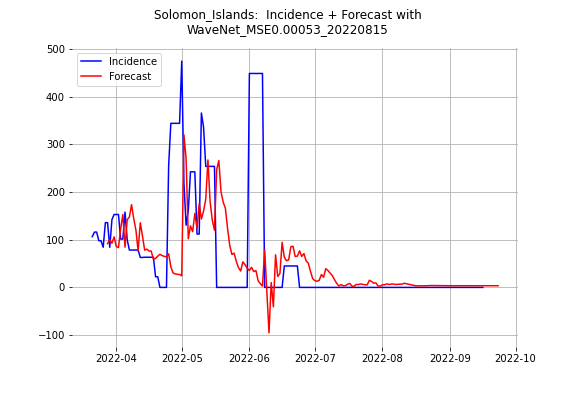 Solomon_Islands:  Incidence + Forecast with
WaveNet_MSE0.00053_20220815
500
Incidence
Forecast
400
300
200
100
0
−100
2022-04 2022-05 2022-06 2022-07 2022-08 2022-09 2022-10